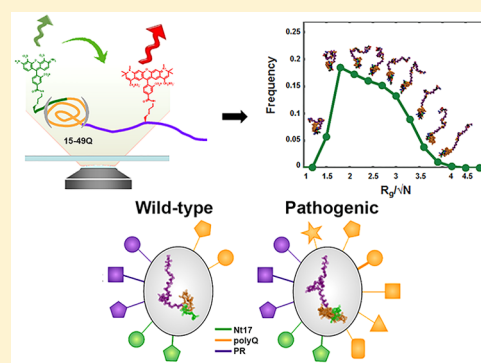 15-49Q
Frequency
0.25
0.2
0.15
0.1
0.05
0
1 1.5 2 2.5 3 3.5 4 4.5
Rg/√N
Wild-type Pathogenic
Nt17
polyQ
PR